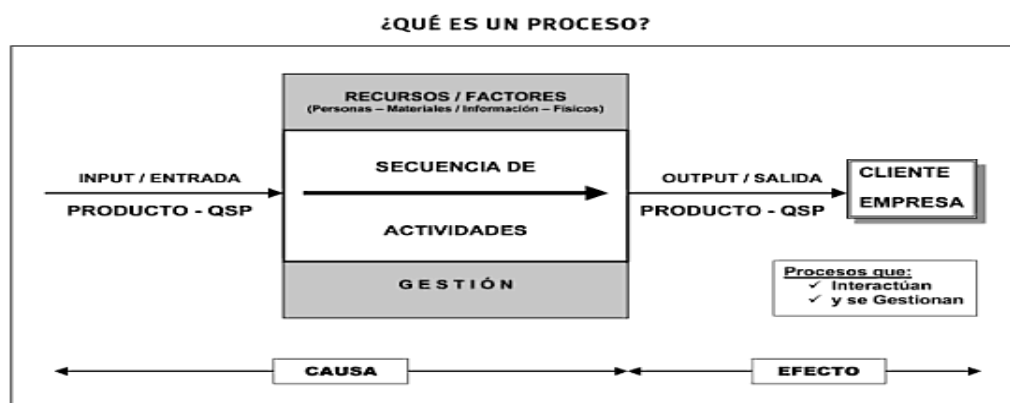 ¿QUÉ ES UN PROCESO?
RECURSOS / FACTORES
(Personas – Materiales / Información – Físicos)
INPUT / ENTRADA
PRODUCTO - QSP
SECUENCIA DE
ACTIVIDADES
OUTPUT / SALIDA
PRODUCTO - QSP
CLIENTE
EMPRESA
GESTIÓN
Procesos que:
✓ Interactúan
✓ y se Gestionan
CAUSA
EFECTO